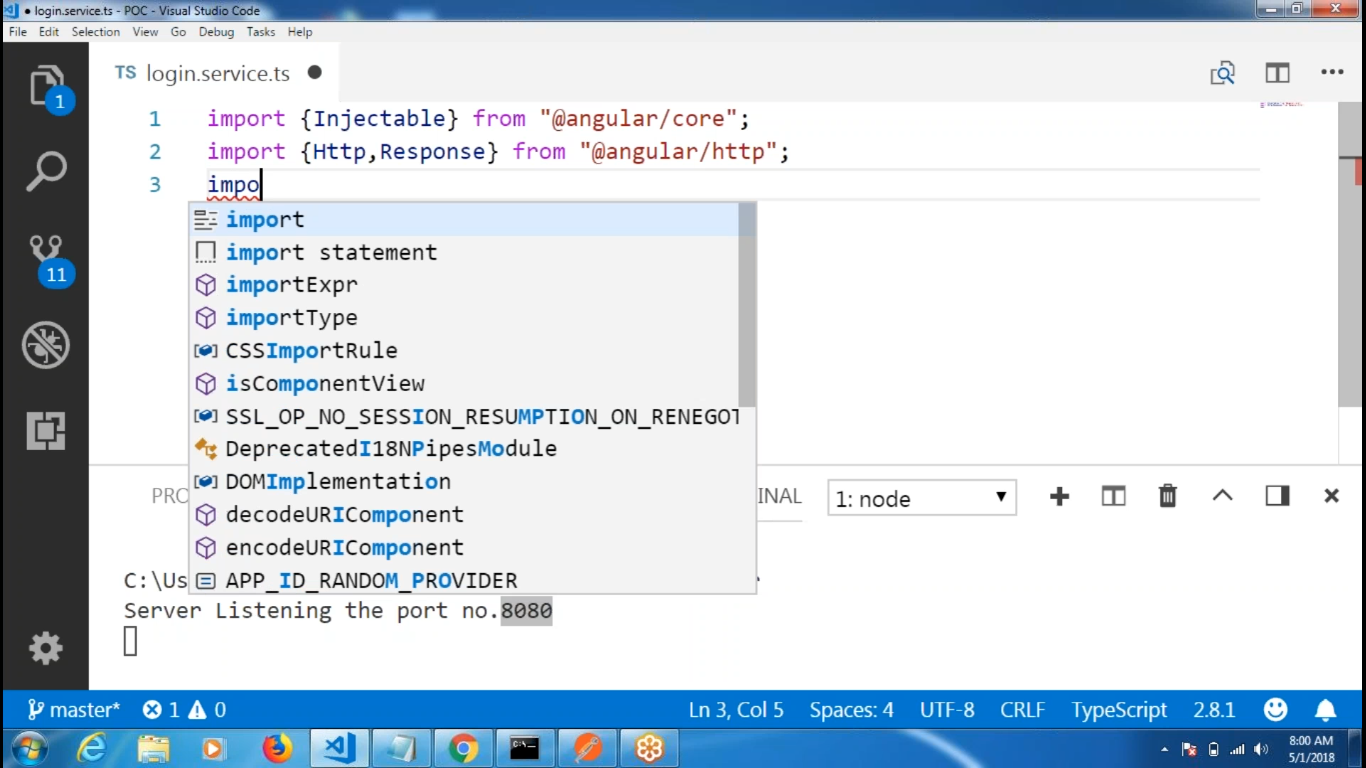 login.service.ts - POC - Visual Studio Code
File Edit Selection View Go Debug Tasks Help
1
TS login.service.ts
1 import {Injectable} from "@angular/core";
2 import {Http,Response} from "@angular/http";
3 impo
import
import statement
importExpr
importType
CSSImportRule
isComponentView
SSL_OP_NO_SESSION_RESUMPTION_ON_RENEGOT
DeprecatedI18NPipesModule
DOMImplementation
decodeURIComponent
encodeURIComponent
APP_ID_RANDOM_PROVIDER
11
PRO INAL 1: node
C:\Us
Server Listening the port no.8080
master* 1 0 Ln 3, Col 5 Spaces: 4 UTF-8 CRLF TypeScript 2.8.1
8:00 AM
5/1/2018